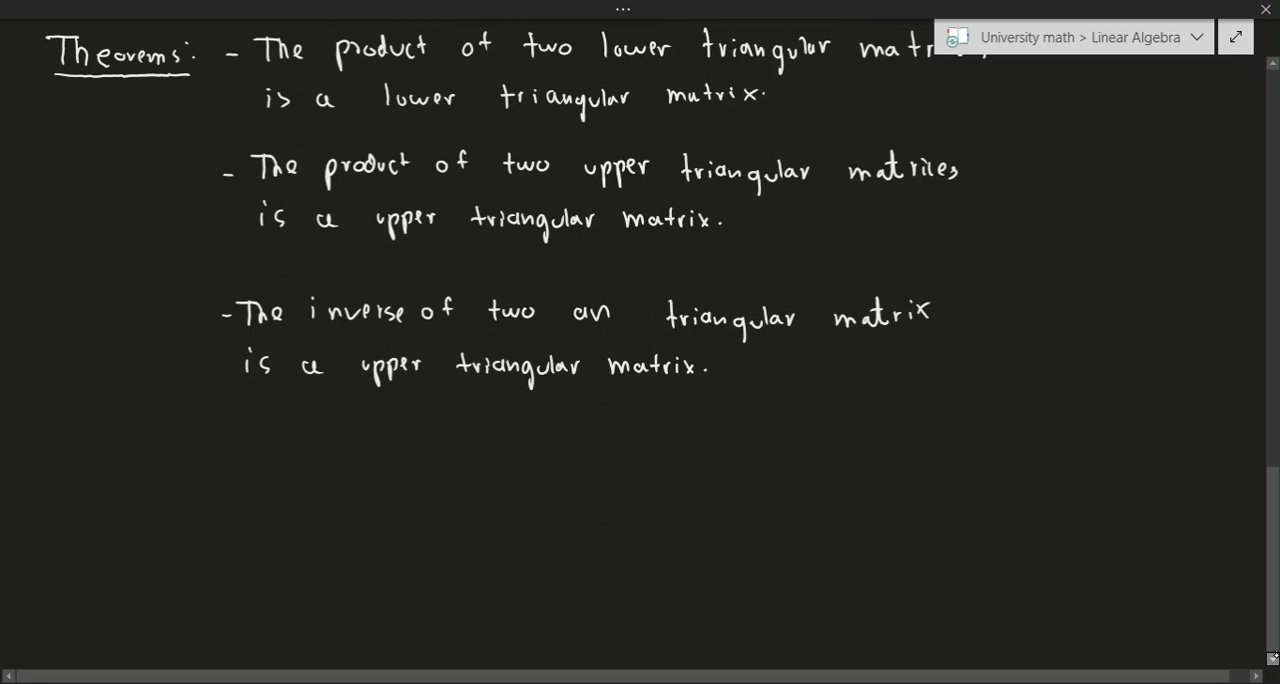 University math > Linear Algebra
Theorems: - The product of two lower triangular
is a lower triangular matrix.
- The product of two upper triangular matrices
is a upper triangular matrix.
- The inverse of two an triangular matrix
is a upper triangular matrix.